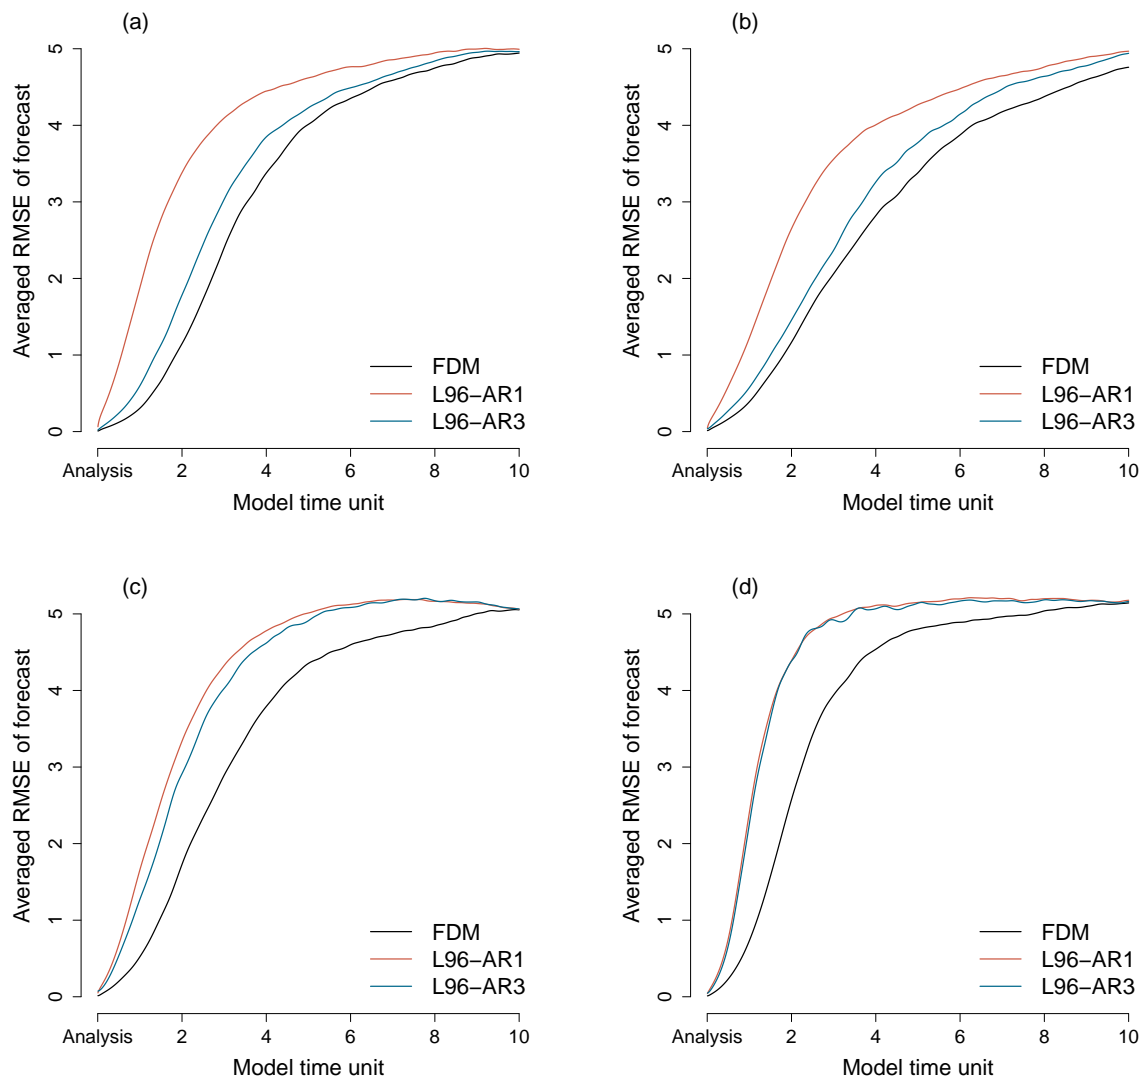 (a)
Averaged RMSE of forecast
5
4
3
2
1
0
FDM
L96−AR1
L96−AR3
Analysis 2 4 6 8 10
Model time unit
(b)
Averaged RMSE of forecast
5
4
3
2
1
0
FDM
L96−AR1
L96−AR3
Analysis 2 4 6 8 10
Model time unit
(c)
Averaged RMSE of forecast
5
4
3
2
1
0
FDM
L96−AR1
L96−AR3
Analysis 2 4 6 8 10
Model time unit
(d)
Averaged RMSE of forecast
5
4
3
2
1
0
FDM
L96−AR1
L96−AR3
Analysis 2 4 6 8 10
Model time unit